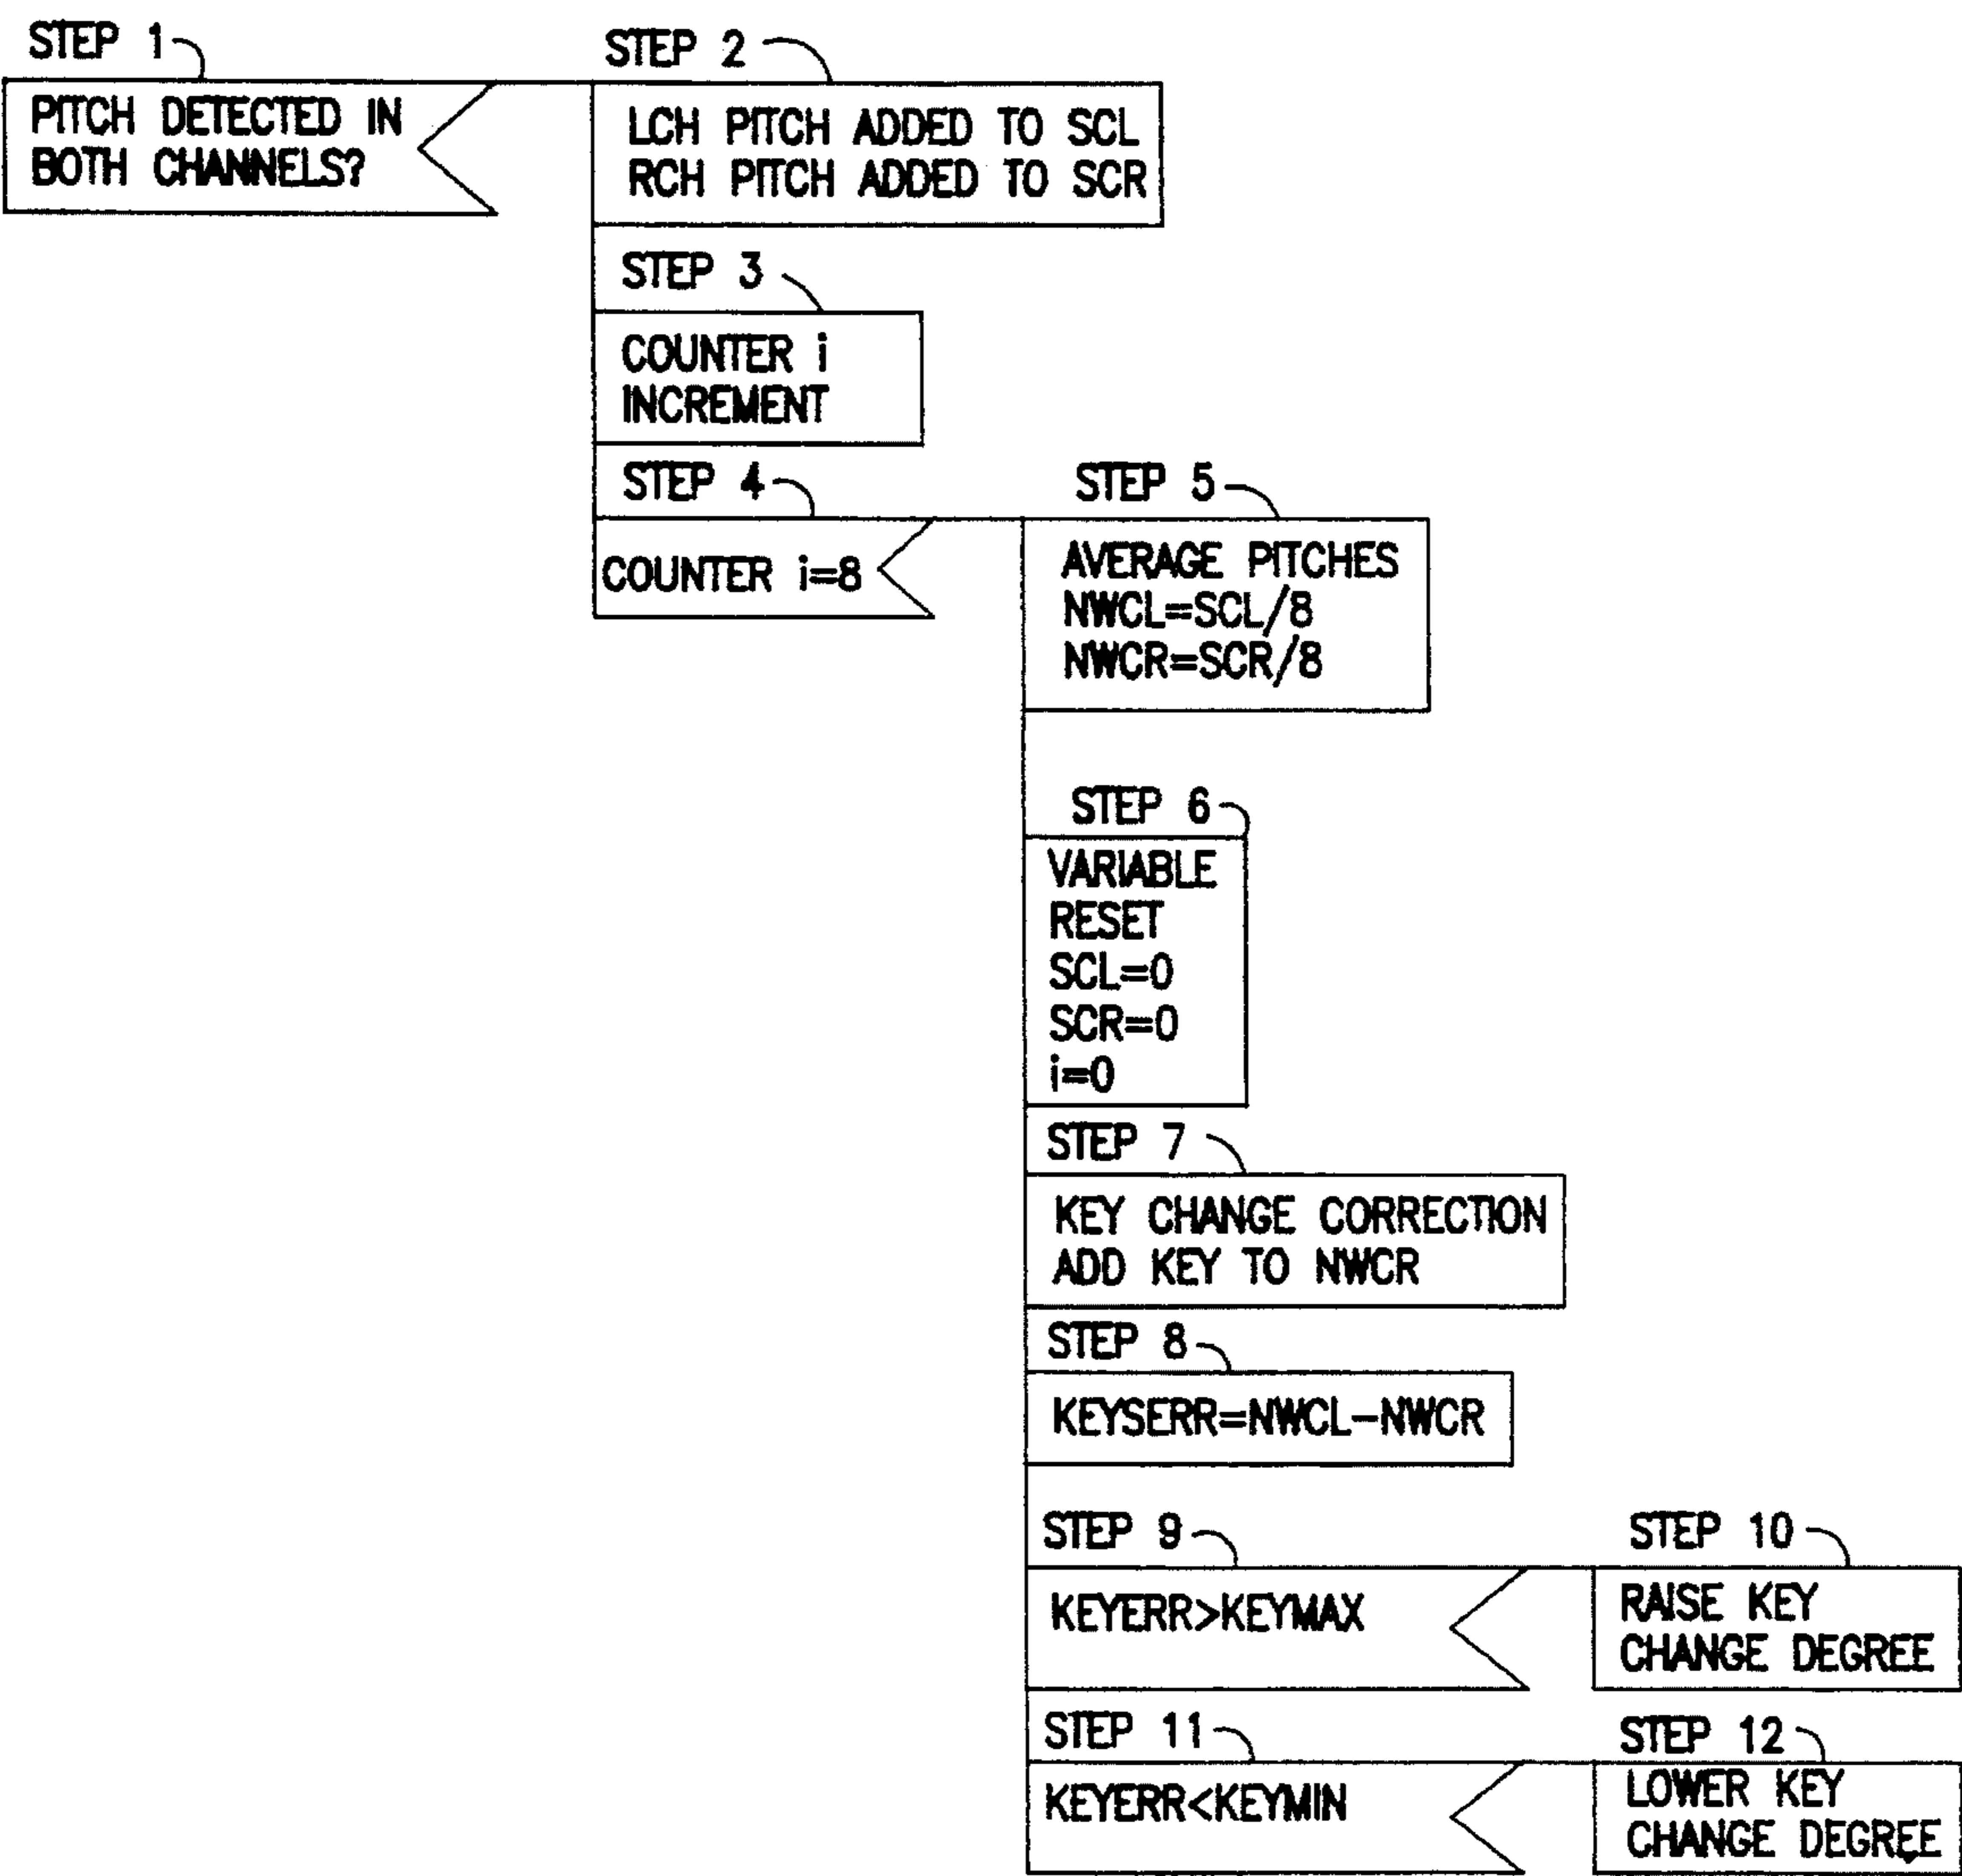 STEP 1
PITCH DETECTED IN
BOTH CHANNELS?
STEP 2
LCH PITCH ADDED TO SCL
RCH PITCH ADDED TO SCR
STEP 3
COUNTER i
INCREMENT
STEP 4
COUNTER i=8
STEP 5
AVERAGE PITCHES
NWCL=SCL/8
NWCR=SCR/8
STEP 6
VARIABLE
RESET
SCL=0
SCR=0
i=0
STEP 7
KEY CHANGE CORRECTION
ADD KEY TO NWCR
STEP 8
KEYSERR=NWCL-NWCR
STEP 9
KEYERR>KEYMAX
STEP 10
RAISE KEY
CHANGE DEGREE
STEP 11
KEYERR<KEYMIN
STEP 12
LOWER KEY
CHANGE DEGREE